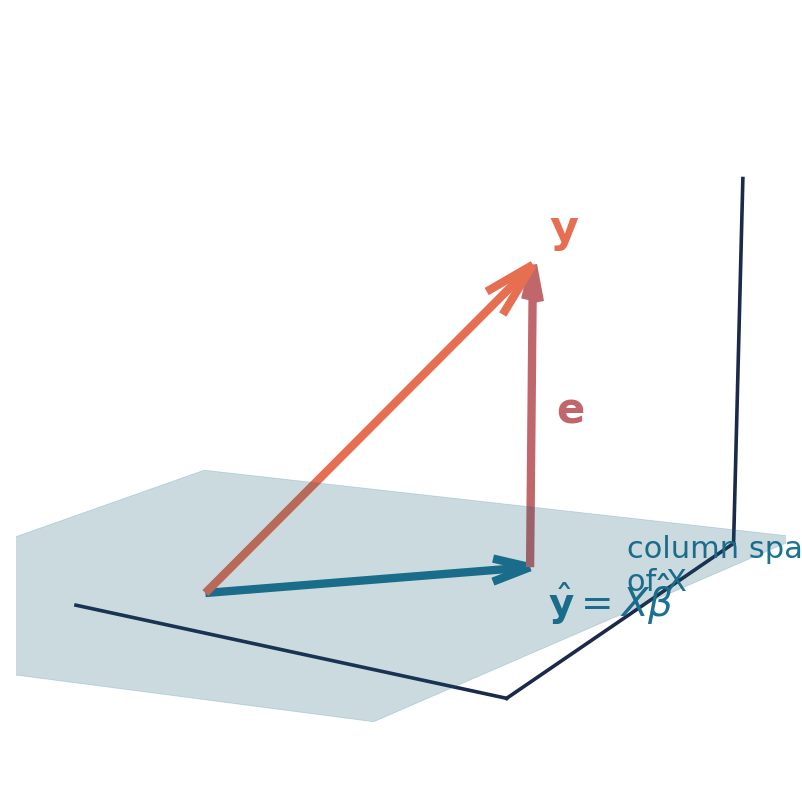 y
e
column spa
of X
ŷ = Xβ̂